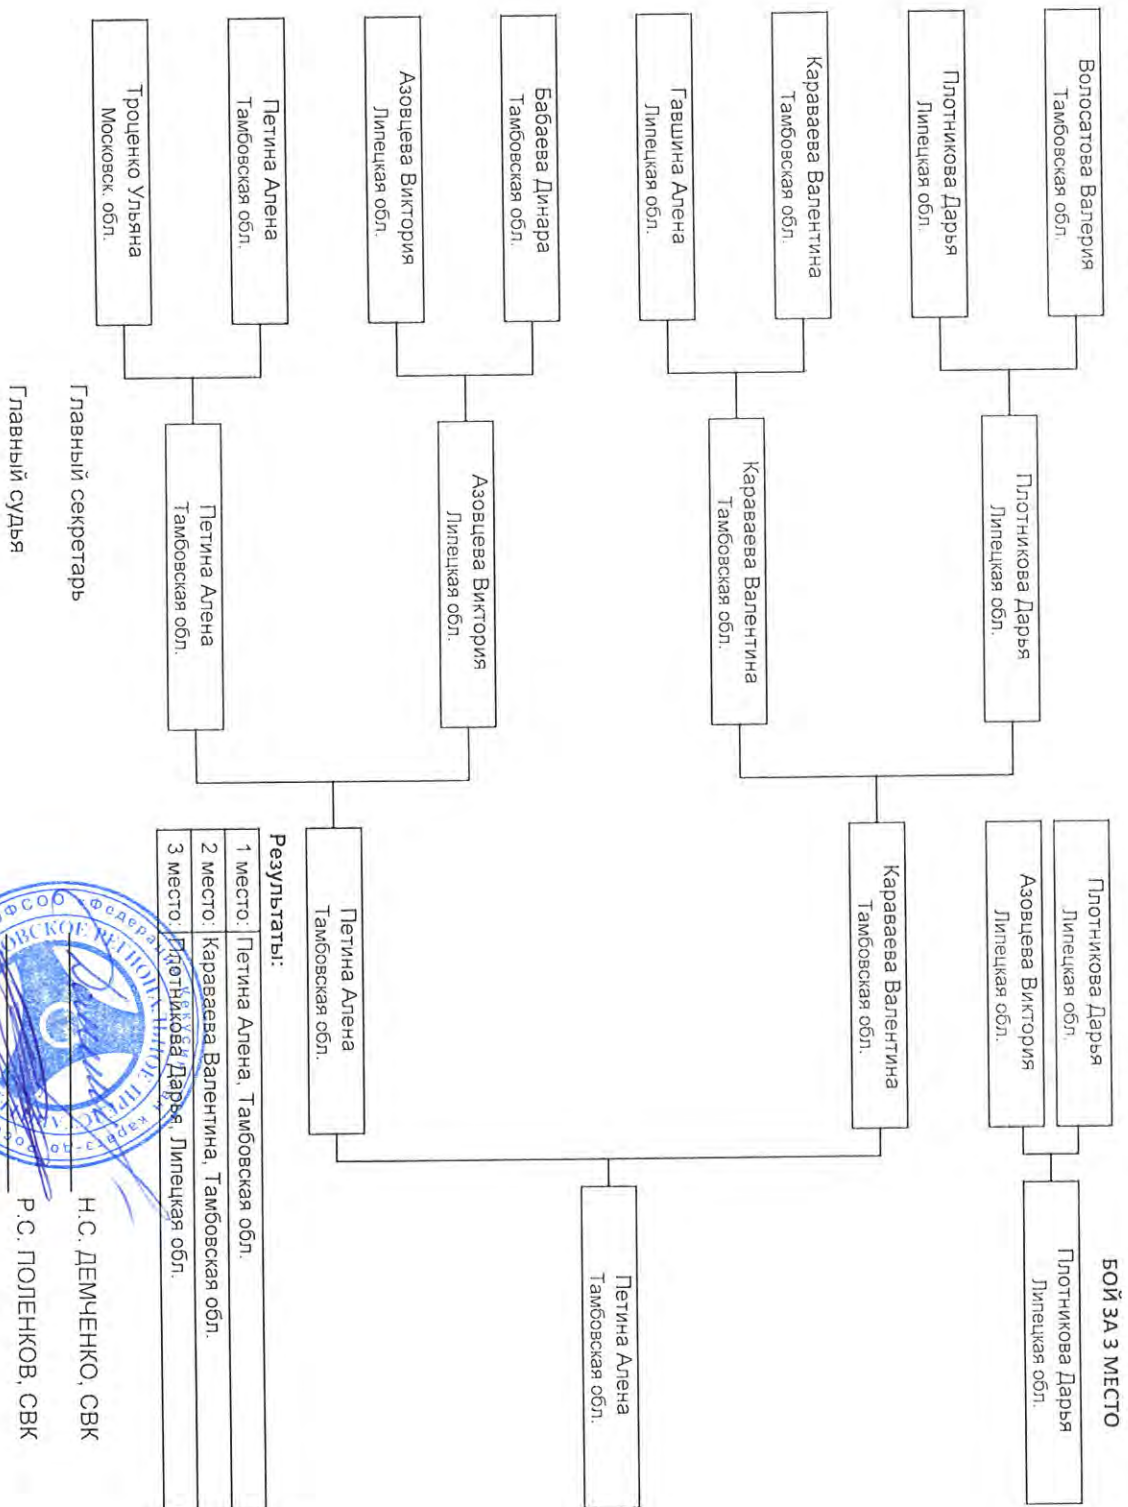 БОЙ ЗА 3 МЕСТО
Волосатова Валерия
Тамбовская обл.
Плотникова Дарья
Липецкая обл.
Караваева Валентина
Тамбовская обл.
Гавшина Алена
Липецкая обл.
Бабаева Динара
Тамбовская обл.
Азовцева Виктория
Липецкая обл.
Петина Алена
Тамбовская обл.
Троценко Ульяна
Московск. обл.
Плотникова Дарья
Липецкая обл.
Караваева Валентина
Тамбовская обл.
Азовцева Виктория
Липецкая обл.
Петина Алена
Тамбовская обл.
Плотникова Дарья
Липецкая обл.
Азовцева Виктория
Липецкая обл.
Караваева Валентина
Тамбовская обл.
Петина Алена
Тамбовская обл.
Плотникова Дарья
Липецкая обл.
Петина Алена
Тамбовская обл.
Результаты:
1 место: Петина Алена, Тамбовская обл.
2 место: Караваева Валентина, Тамбовская обл.
3 место: Плотникова Дарья, Липецкая обл.
Главный секретарь Н.С. ДЕМЧЕНКО, СВК
Главный судья Р.С. ПОЛЕНКОВ, СВК